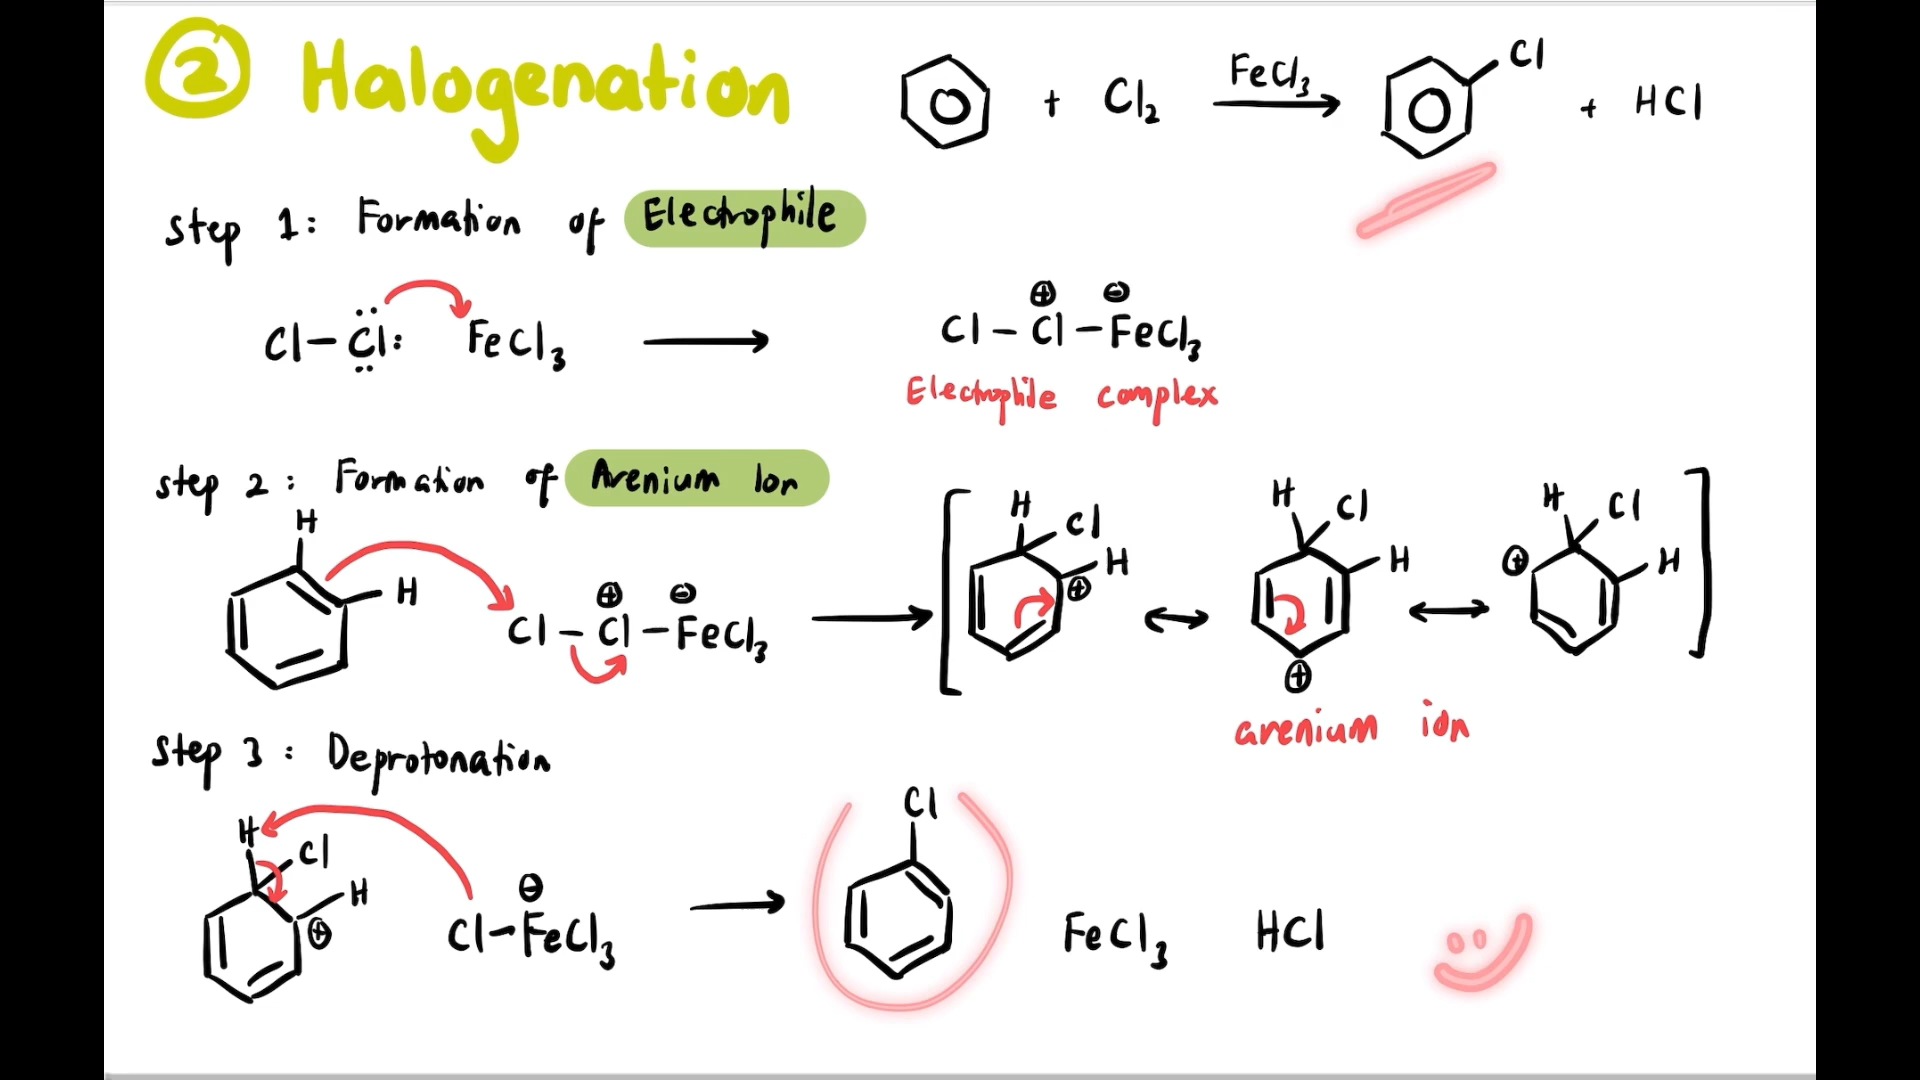 ② Halogenation
+ Cl₂ FeCl₃ → Cl + HCl
Step 1: Formation of Electrophile
Cl–Cl: FeCl₃ → Cl–Cl–FeCl₃
⊕ ⊖
Electrophile complex
Step 2: Formation of Arenium Ion
H H Cl–Cl–FeCl₃ ⊕ ⊖ → [ H Cl H ⊕ ↔ H Cl H ⊕ ↔ H Cl H ⊕ ]
arenium ion
Step 3: Deprotonation
H Cl H ⊕ Cl–FeCl₃ ⊖ → Cl FeCl₃ HCl